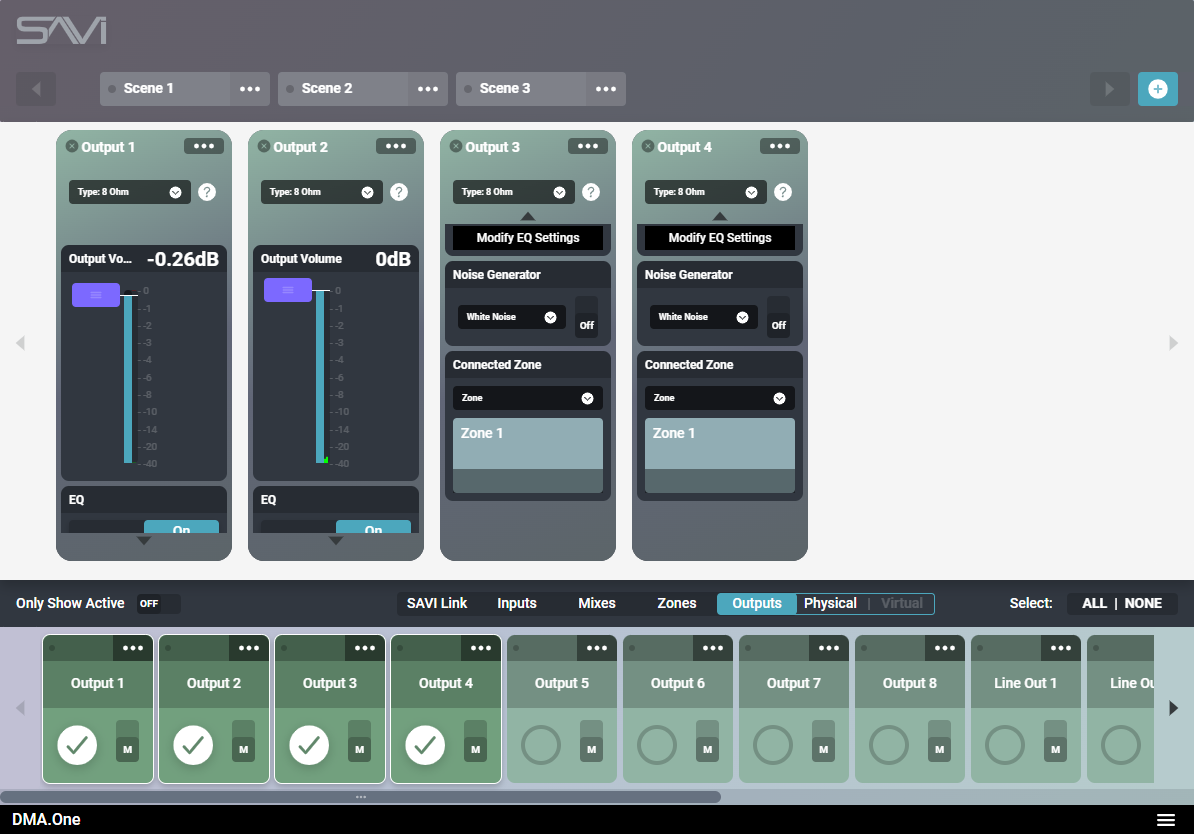 SAVI
Scene 1 ••• Scene 2 ••• Scene 3 •••
Output 1 ••• Output 2 ••• Output 3 ••• Output 4 •••
Type: 8 Ohm ? Type: 8 Ohm ? Type: 8 Ohm ? Type: 8 Ohm ?
Output Vo... -0.26dB
0
-1
-2
-3
-4
-6
-8
-10
-14
-20
-40
EQ
On
Output Volume 0dB
0
-1
-2
-3
-4
-6
-8
-10
-14
-20
-40
EQ
On
Modify EQ Settings
Noise Generator
White Noise Off
Connected Zone
Zone
Zone 1
Modify EQ Settings
Noise Generator
White Noise Off
Connected Zone
Zone
Zone 1
Only Show Active OFF SAVI Link Inputs Mixes Zones Outputs Physical | Virtual Select: ALL | NONE
Output 1 Output 2 Output 3 Output 4 Output 5 Output 6 Output 7 Output 8 Line Out 1 Line Ou
M M M M M M M M M
DMA.One